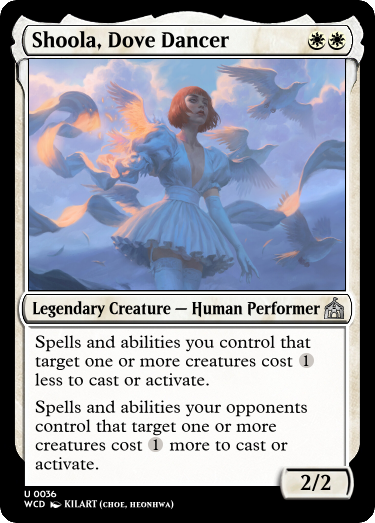 Shoola, Dove Dancer
Legendary Creature — Human Performer
Spells and abilities you control that
target one or more creatures cost 1
less to cast or activate.
Spells and abilities your opponents
control that target one or more
creatures cost 1 more to cast or
activate.
2/2
U 0036
WCD KILART (CHOE, HEONHWA)